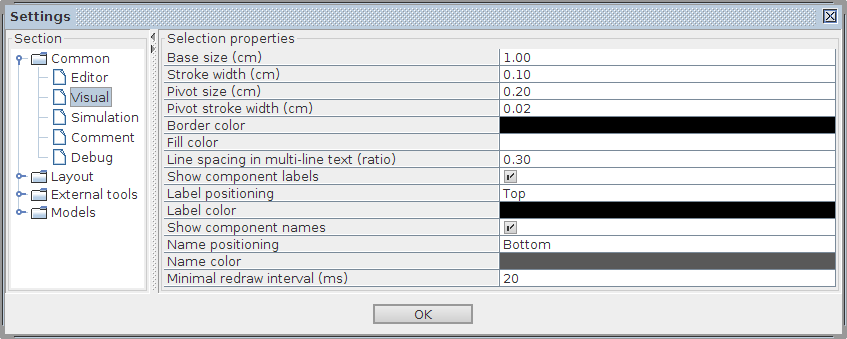 Settings
Section
Common
Editor
Visual
Simulation
Comment
Debug
Layout
External tools
Models
Selection properties
Base size (cm) 1.00
Stroke width (cm) 0.10
Pivot size (cm) 0.20
Pivot stroke width (cm) 0.02
Border color
Fill color
Line spacing in multi-line text (ratio) 0.30
Show component labels
Label positioning Top
Label color
Show component names
Name positioning Bottom
Name color
Minimal redraw interval (ms) 20
OK